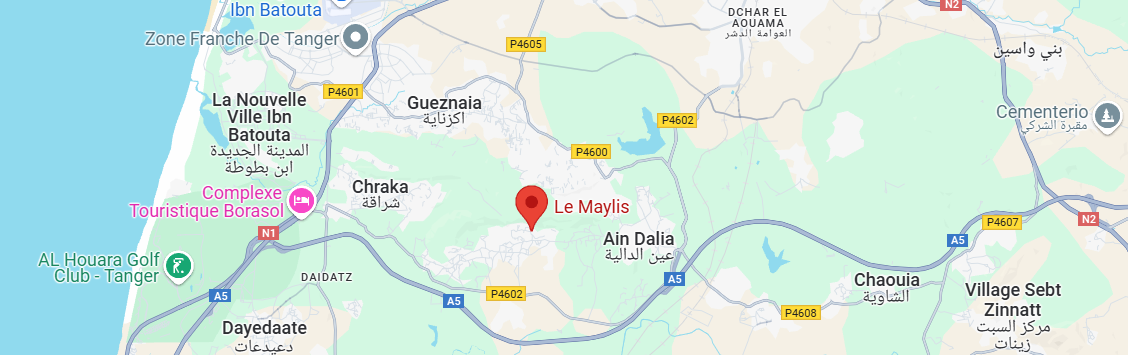 Ibn Batouta
DCHAR EL
AOUAMA
العوامة الدشر
N2
Zone Franche De Tanger
P4605
بني واسين
P4601
La Nouvelle
Ville Ibn
Batouta
المدينة الجديدة
ابن بطوطة
Gueznaia
اكزناية
P4602
Cementerio
مقبرة الشركي
P4600
Chraka
شراقة
Complexe
Touristique Borasol
Le Maylis
N1
Ain Dalia
عين الدالية
A5
P4607
N2
AL Houara Golf
Club - Tanger
DAIDATZ
A5
A5
P4602
A5
Chaouia
الشاوية
Village Sebt
Zinnatt
مركز السبت
زينات
P4608
Dayedaate
دعيدعات